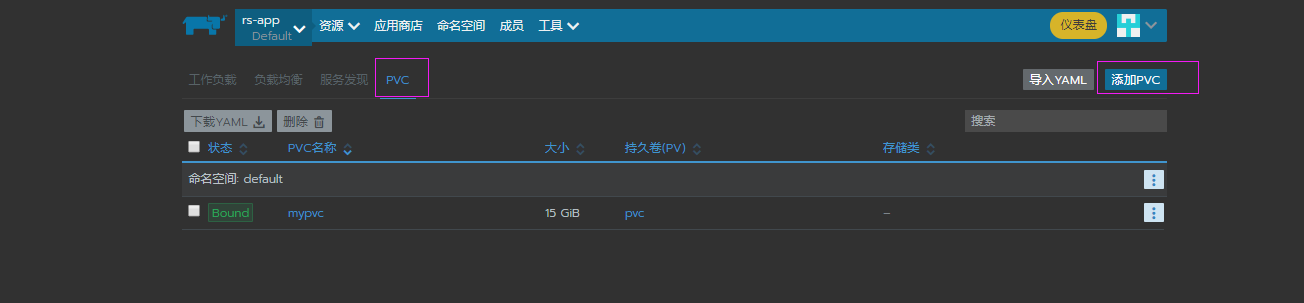 rs-app
Default
资源 应用商店 命名空间 成员 工具 仪表盘
工作负载 负载均衡 服务发现 PVC 导入YAML 添加PVC
下载YAML 删除 搜索
状态 PVC名称 大小 持久卷(PV) 存储类
命名空间: default
Bound mypvc 15 GiB pvc –